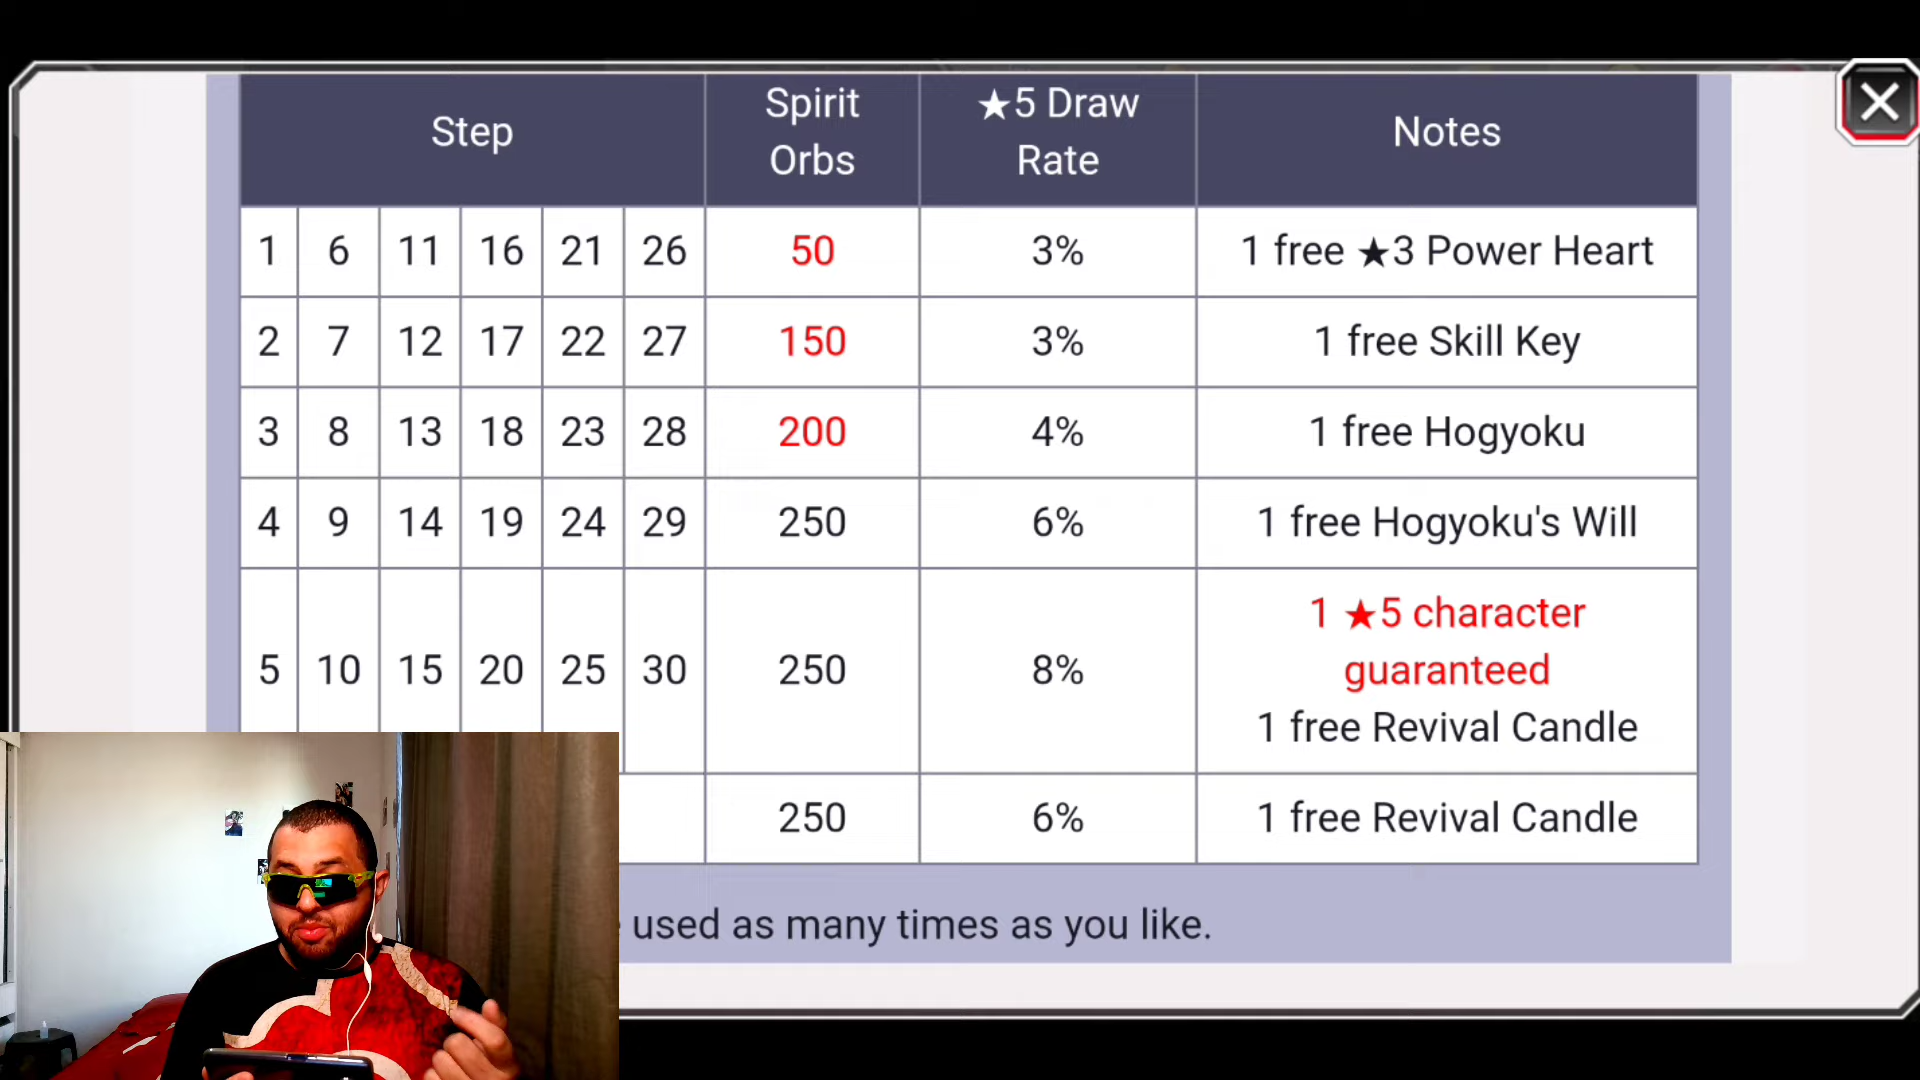 Step
Spirit
Orbs
★5 Draw
Rate
Notes
1 6 11 16 21 26 50 3% 1 free ★3 Power Heart
2 7 12 17 22 27 150 3% 1 free Skill Key
3 8 13 18 23 28 200 4% 1 free Hogyoku
4 9 14 19 24 29 250 6% 1 free Hogyoku's Will
5 10 15 20 25 30 250 8%
1 ★5 character
guaranteed
1 free Revival Candle
250 6% 1 free Revival Candle
used as many times as you like.